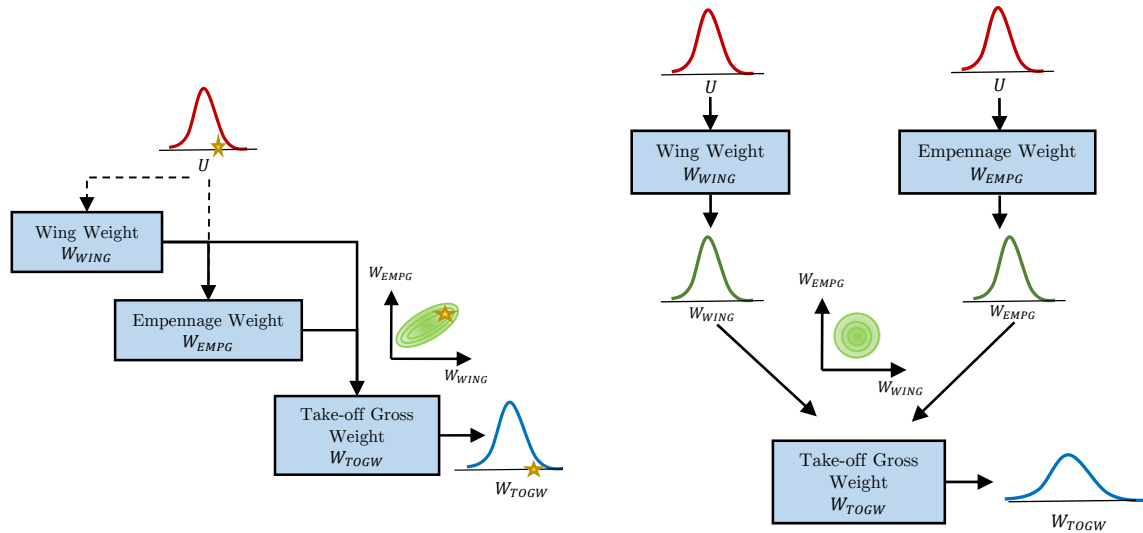 U
Wing Weight
W_WING
Empennage Weight
W_EMPG
W_EMPG
W_WING
Take-off Gross
Weight
W_TOGW
W_TOGW
U
U
Wing Weight
W_WING
Empennage Weight
W_EMPG
W_WING
W_EMPG
W_EMPG
W_WING
Take-off Gross
Weight
W_TOGW
W_TOGW